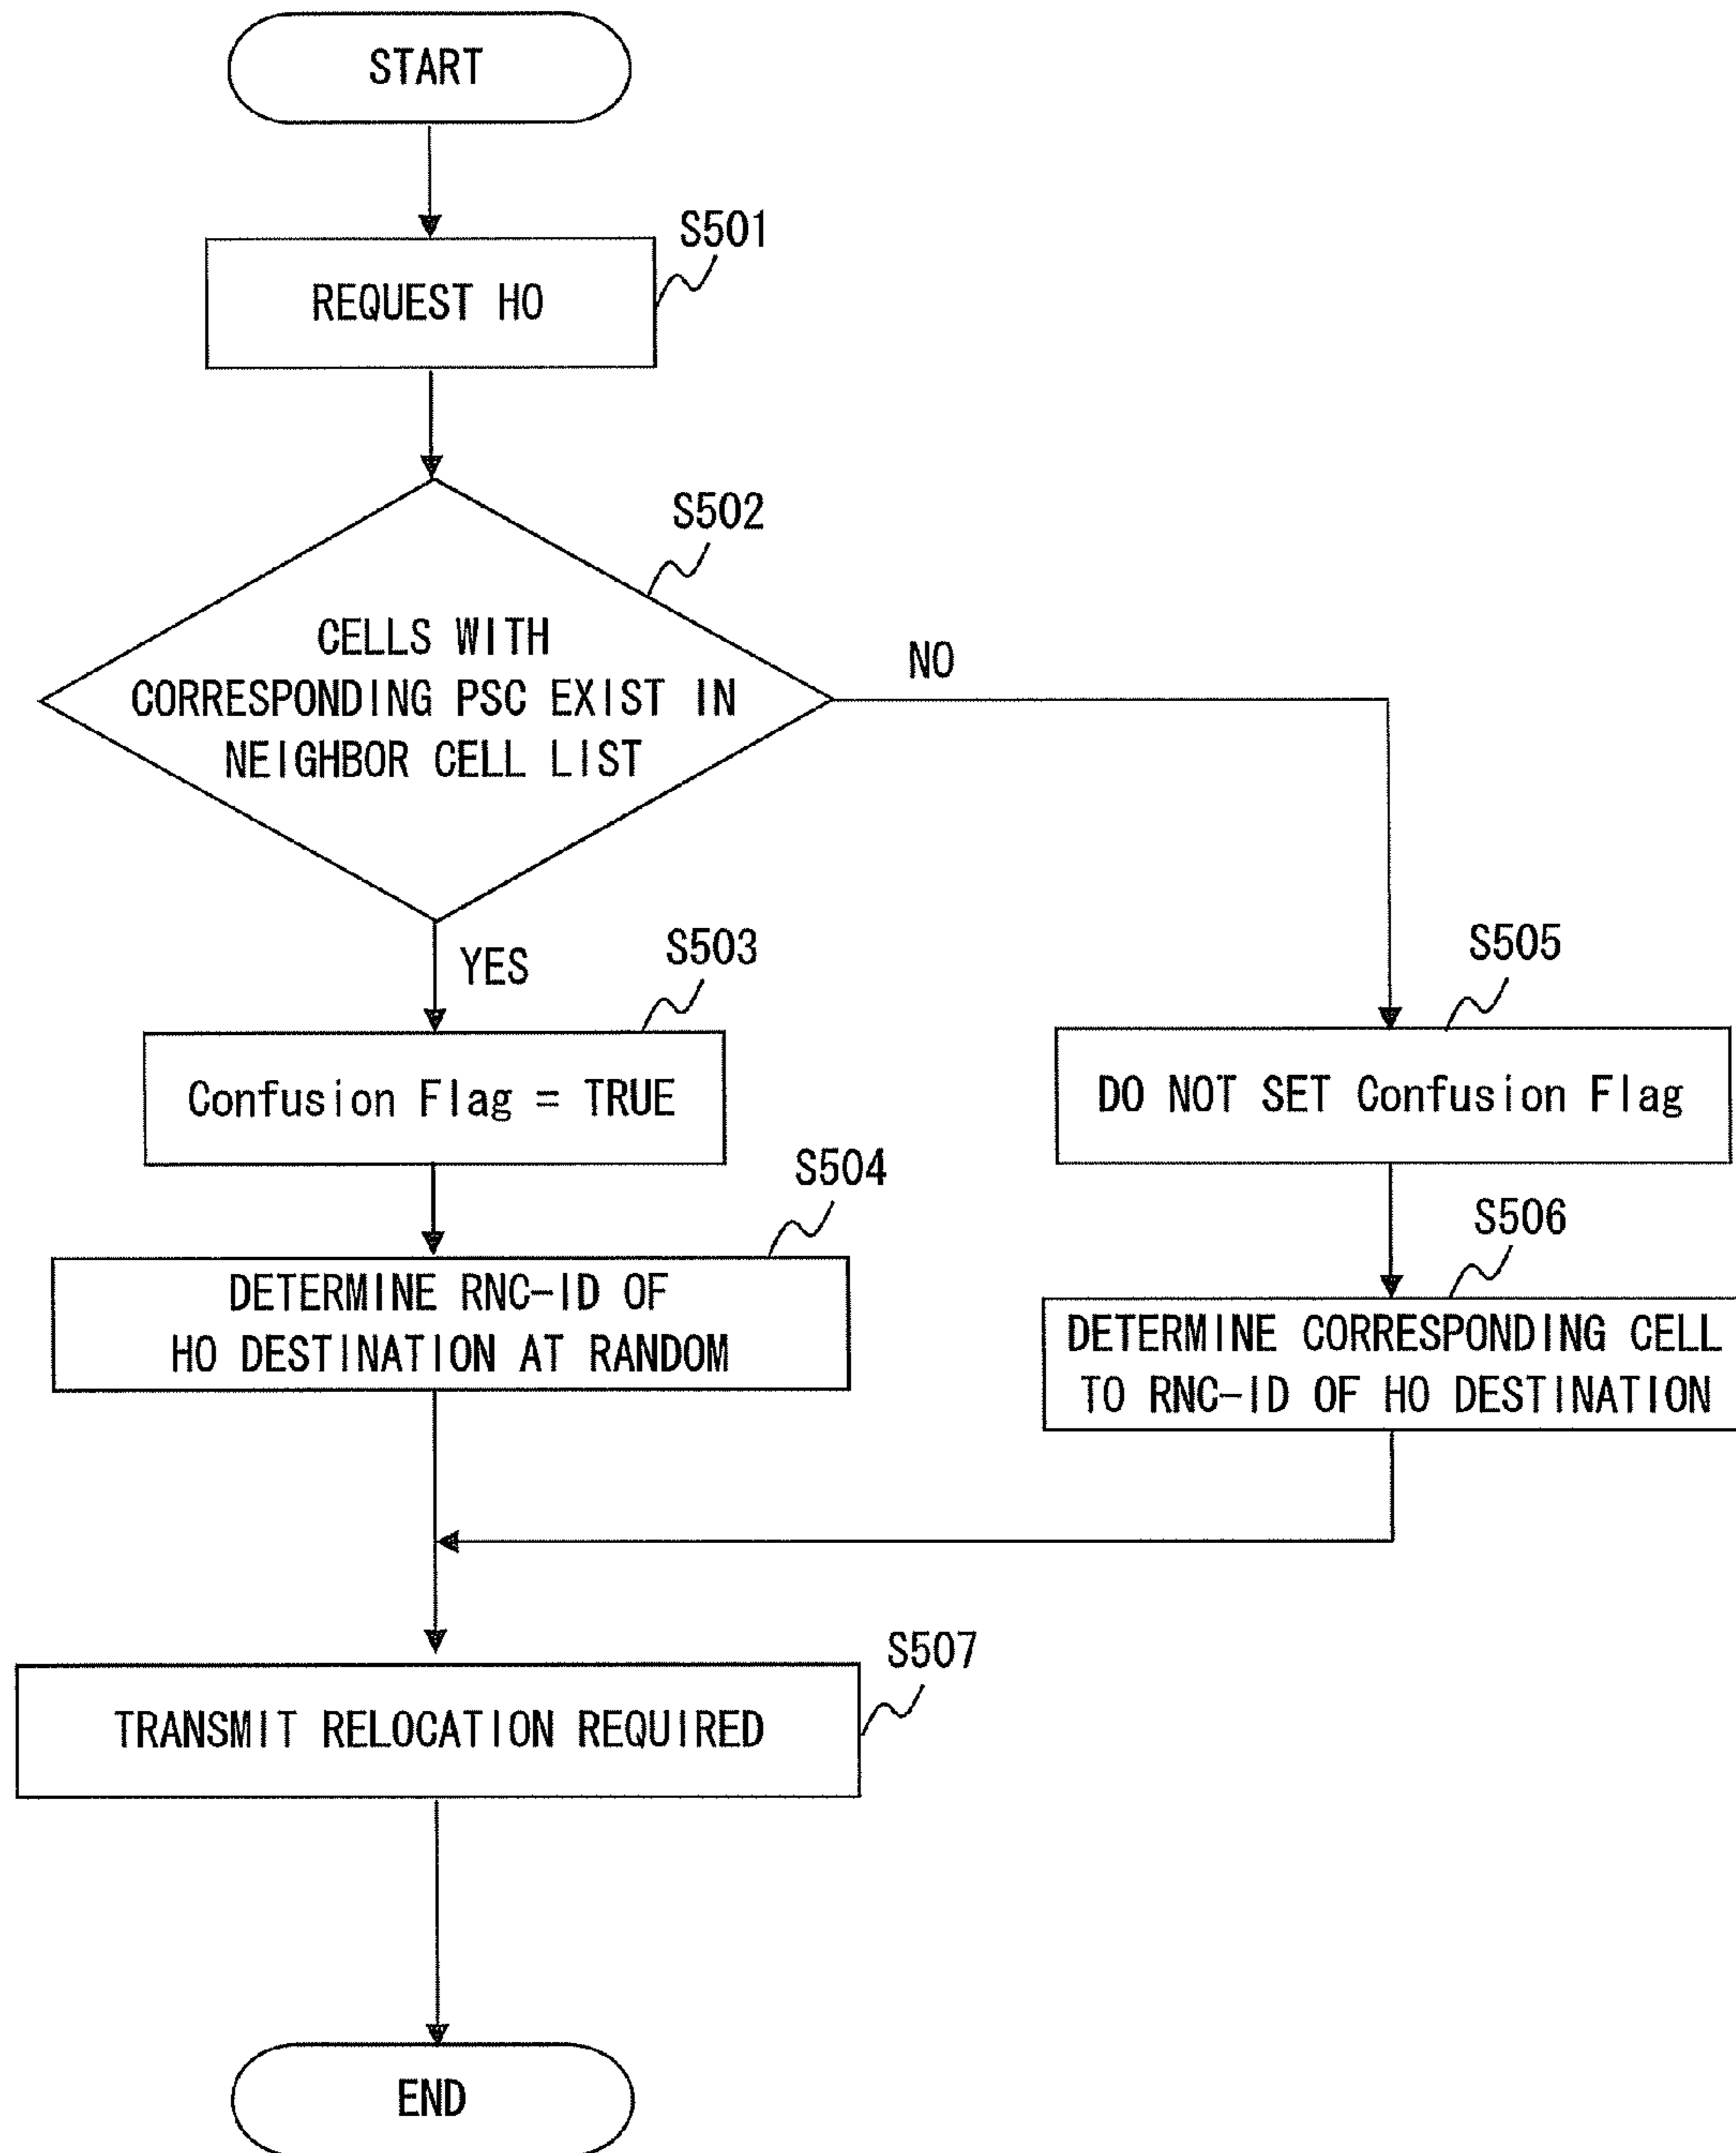 START
S501
REQUEST HO
S502
CELLS WITH
CORRESPONDING PSC EXIST IN
NEIGHBOR CELL LIST
NO
YES
S503
Confusion Flag = TRUE
S504
DETERMINE RNC-ID OF
HO DESTINATION AT RANDOM
S505
DO NOT SET Confusion Flag
S506
DETERMINE CORRESPONDING CELL
TO RNC-ID OF HO DESTINATION
S507
TRANSMIT RELOCATION REQUIRED
END